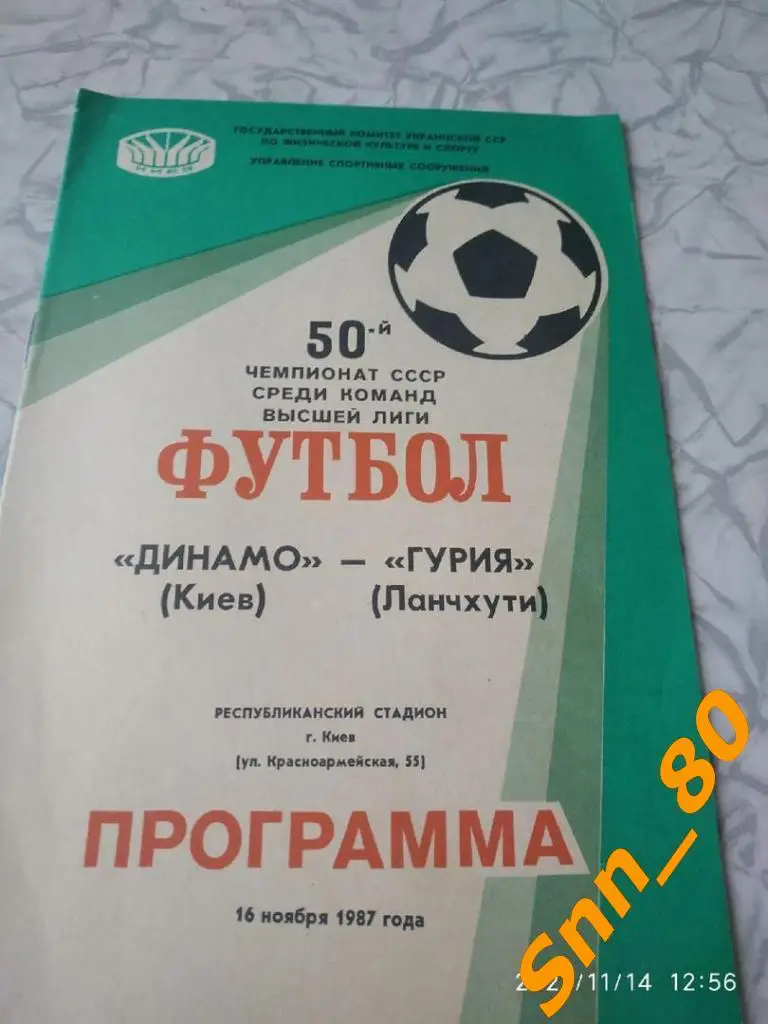 ГОСУДАРСТВЕННЫЙ КОМИТЕТ УКРАИНСКОЙ ССР
ПО ФИЗИЧЕСКОЙ КУЛЬТУРЕ И СПОРТУ
УПРАВЛЕНИЕ СПОРТИВНЫХ СООРУЖЕНИЙ
50-й
ЧЕМПИОНАТ СССР
СРЕДИ КОМАНД
ВЫСШЕЙ ЛИГИ
ФУТБОЛ
«ДИНАМО» — «ГУРИЯ»
(Киев) (Ланчхути)
РЕСПУБЛИКАНСКИЙ СТАДИОН
г. Киев
(ул. Красноармейская, 55)
ПРОГРАММА
16 ноября 1987 года
Snn_80
/11/14 12:56